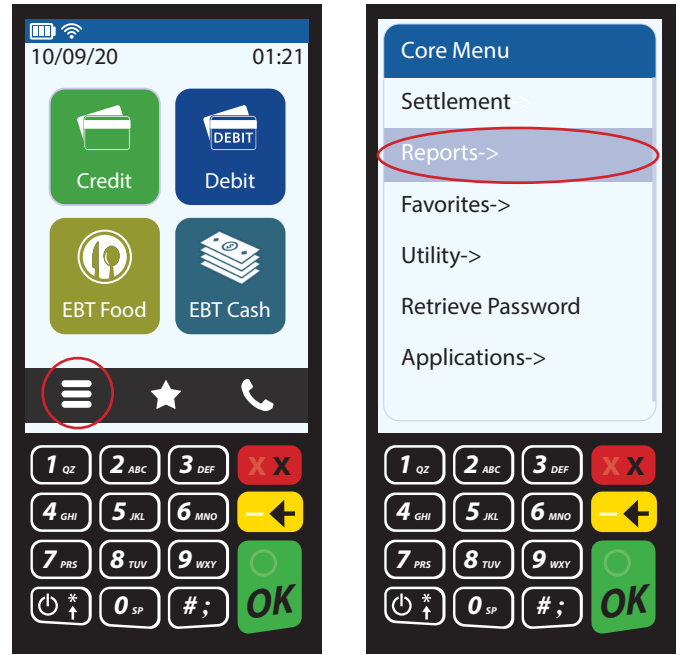 10/09/20 01:21
DEBIT
Credit Debit
EBT Food EBT Cash
1 QZ 2 ABC 3 DEF X X
4 GHI 5 JKL 6 MNO –
7 PRS 8 TUV 9 WXY
* 0 SP # ; OK
Core Menu
Settlement
Reports->
Favorites->
Utility->
Retrieve Password
Applications->
1 QZ 2 ABC 3 DEF X X
4 GHI 5 JKL 6 MNO –
7 PRS 8 TUV 9 WXY
* 0 SP # ; OK